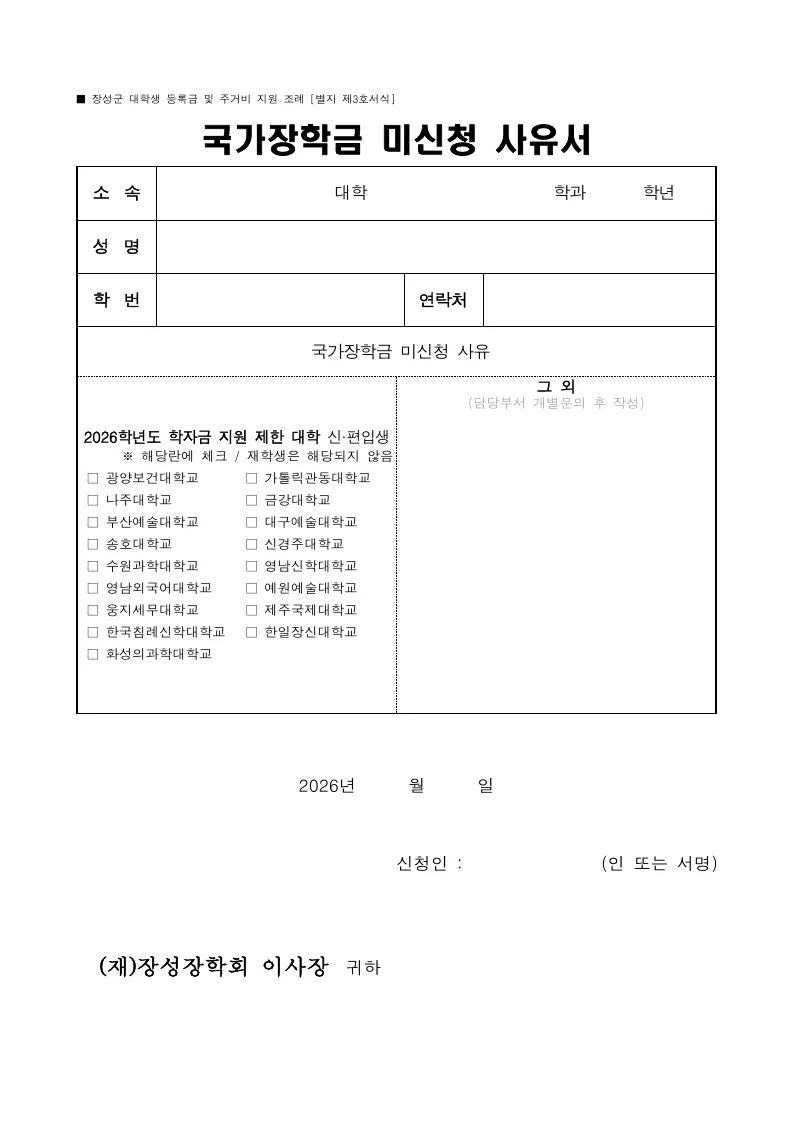 ■ 장성군 대학생 등록금 및 주거비 지원 조례 [별지 제3호서식]
국가장학금 미신청 사유서
소 속 대학 학과 학년
성 명
학 번 연락처
국가장학금 미신청 사유
그 외
(담당부서 개별문의 후 작성)
2026학년도 학자금 지원 제한 대학 신·편입생
※ 해당란에 체크 / 재학생은 해당되지 않음
□ 광양보건대학교 □ 가톨릭관동대학교
□ 나주대학교 □ 금강대학교
□ 부산예술대학교 □ 대구예술대학교
□ 송호대학교 □ 신경주대학교
□ 수원과학대학교 □ 영남신학대학교
□ 영남외국어대학교 □ 예원예술대학교
□ 웅지세무대학교 □ 제주국제대학교
□ 한국침례신학대학교 □ 한일장신대학교
□ 화성의과학대학교
2026년 월 일
신청인 : (인 또는 서명)
(재)장성장학회 이사장 귀하